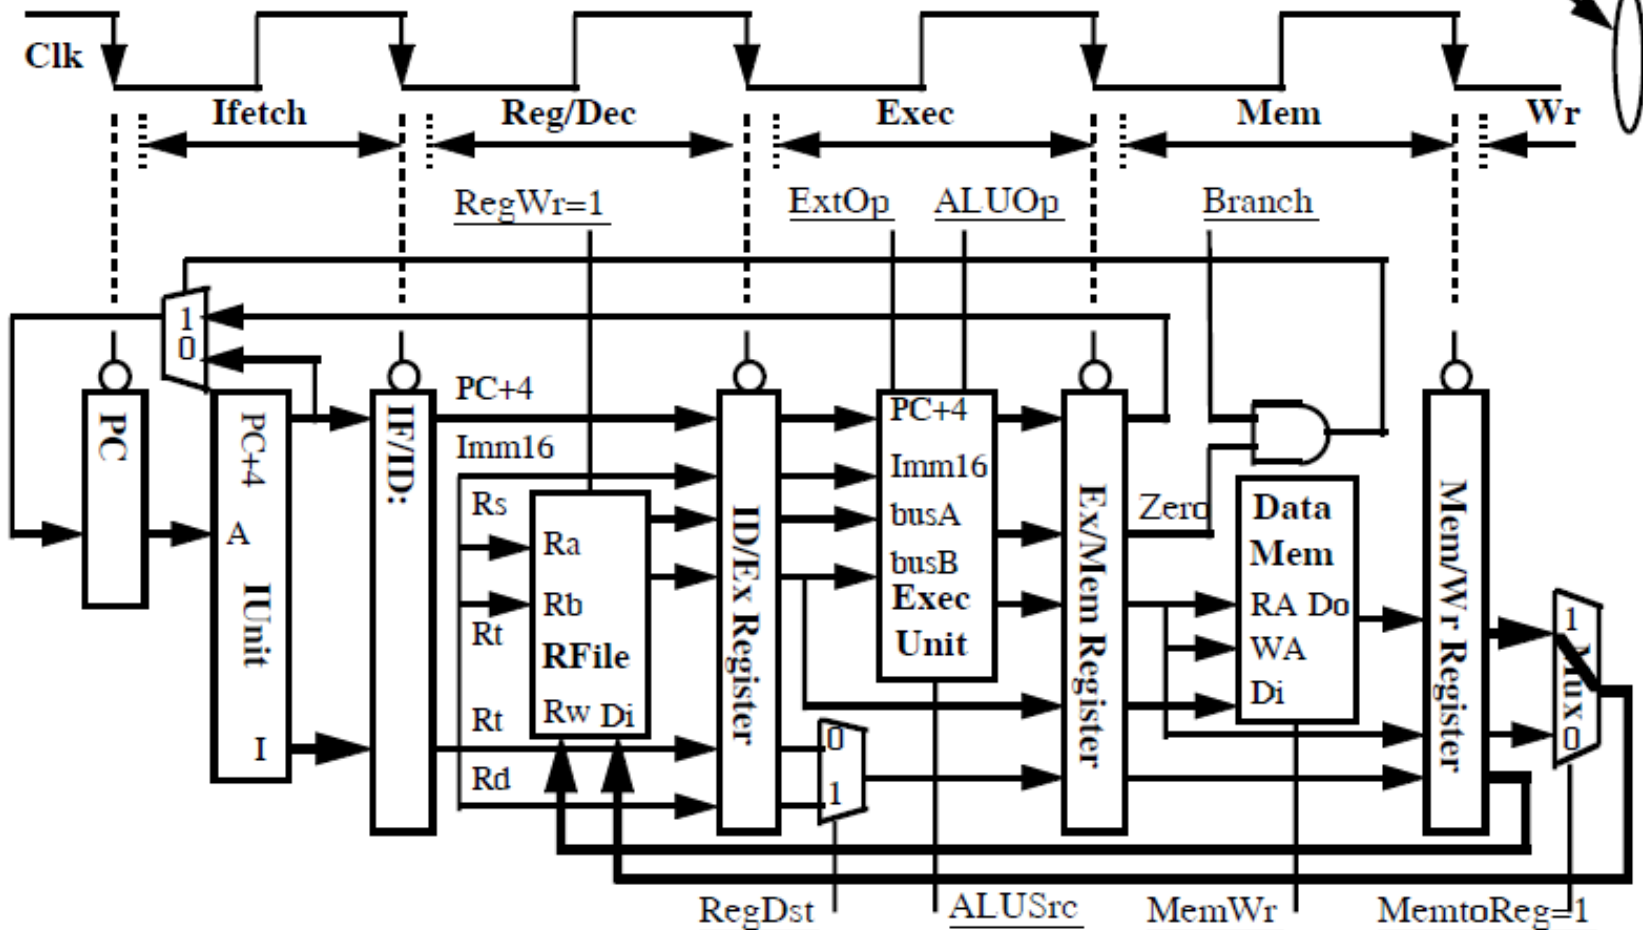 Clk
Ifetch
Reg/Dec
Exec
Mem
Wr
RegWr=1
ExtOp
ALUOp
Branch
1
0
PC
PC+4
A
IUnit
I
IF/ID:
PC+4
Imm16
Rs
Rt
Ra
Rb
RFile
Rw Di
Rt
Rd
ID/Ex Register
0
1
PC+4
Imm16
busA
busB
Exec
Unit
Ex/Mem Register
Zero
Data
Mem
RA Do
WA
Di
Mem/Wr Register
1
Mux
0
RegDst
ALUSrc
MemWr
MemtoReg=1